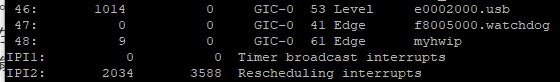 46: 1014 0 GIC-0 53 Level e0002000.usb
47: 0 0 GIC-0 41 Edge f8005000.watchdog
48: 9 0 GIC-0 61 Edge myhwip
IPI1: 0 0 Timer broadcast interrupts
IPI2: 2034 3588 Rescheduling interrupts